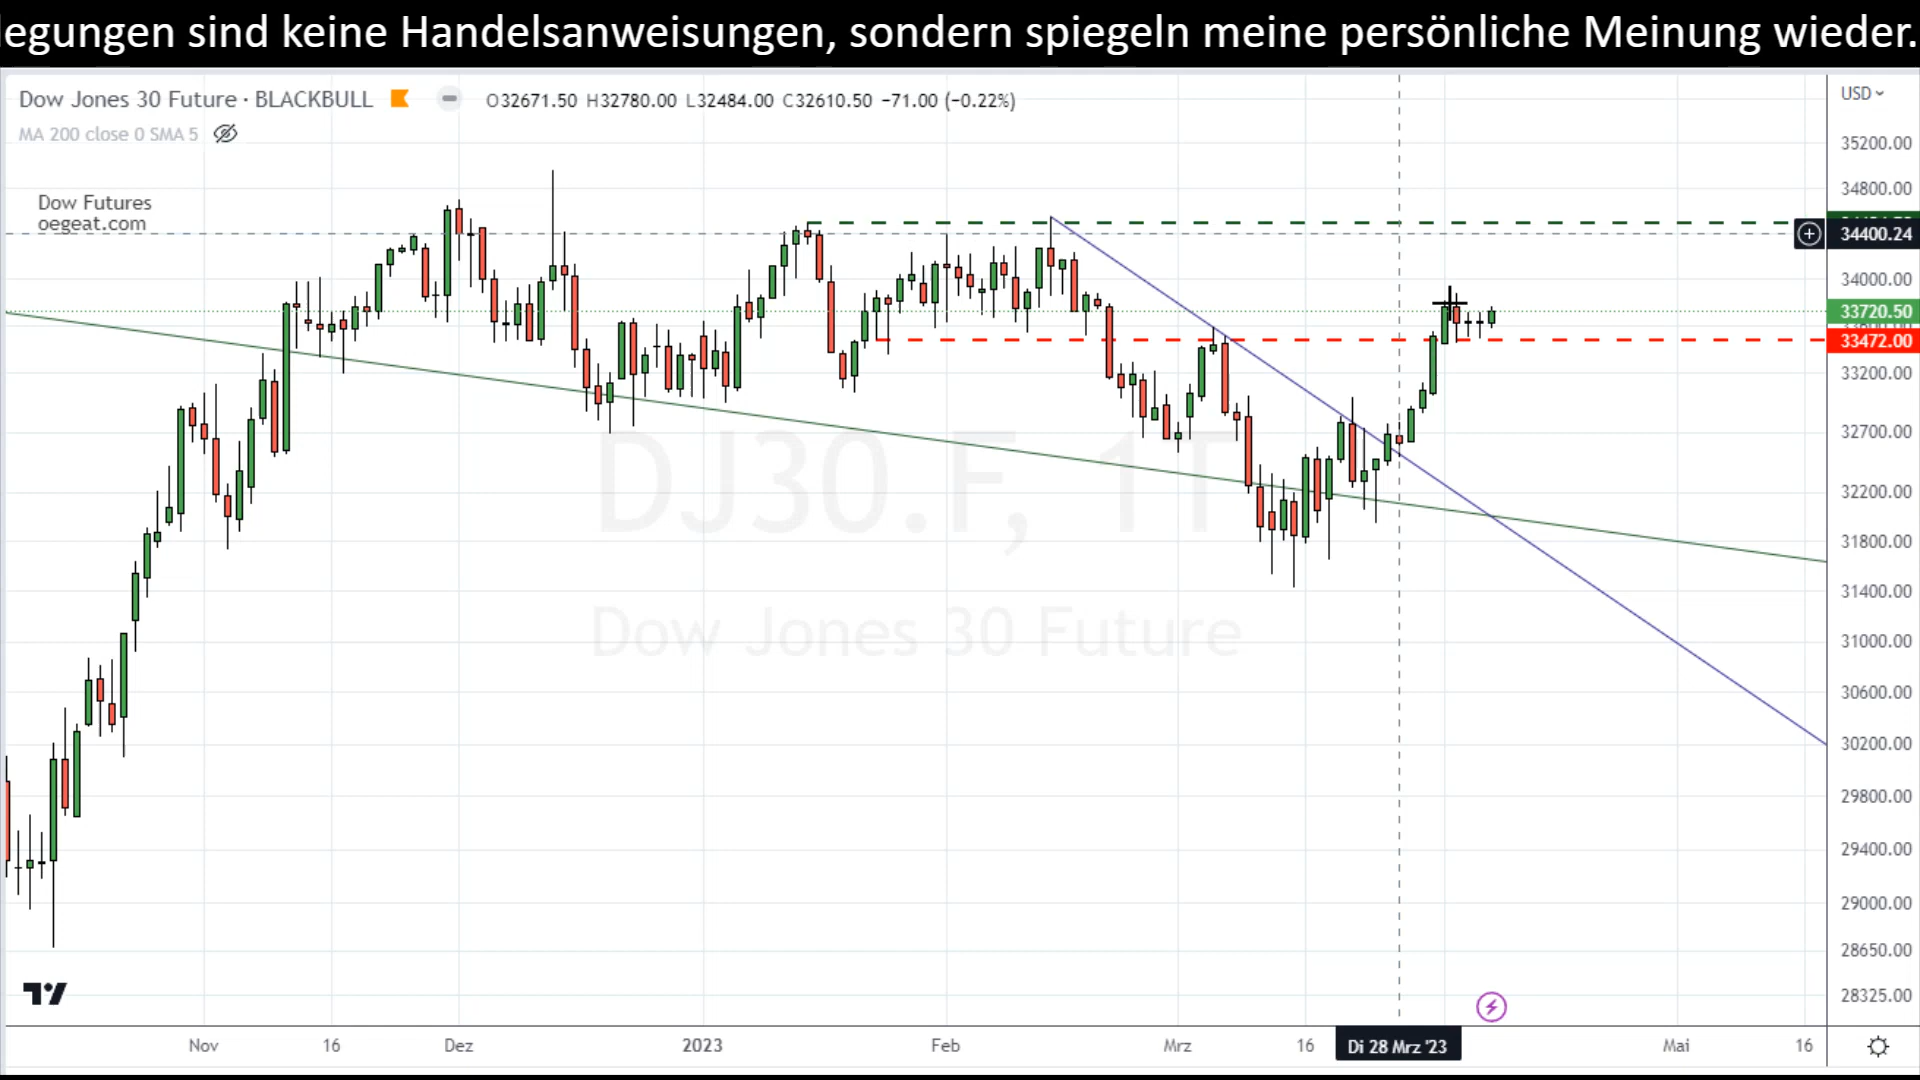 legungen sind keine Handelsanweisungen, sondern spiegeln meine persönliche Meinung wieder.
Dow Jones 30 Future · BLACKBULL O32671.50 H32780.00 L32484.00 C32610.50 −71.00 (−0.22%)
USD
MA 200 close 0 SMA 5
35200.00
34800.00
Dow Futures
oegeat.com
34400.24
34000.00
33720.50
33472.00
33200.00
32700.00
DJ30.F, 1T
32200.00
31800.00
31400.00
Dow Jones 30 Future
31000.00
30600.00
30200.00
29800.00
29400.00
29000.00
28650.00
28325.00
Nov 16 Dez 2023 Feb Mrz 16 Di 28 Mrz '23 Mai 16